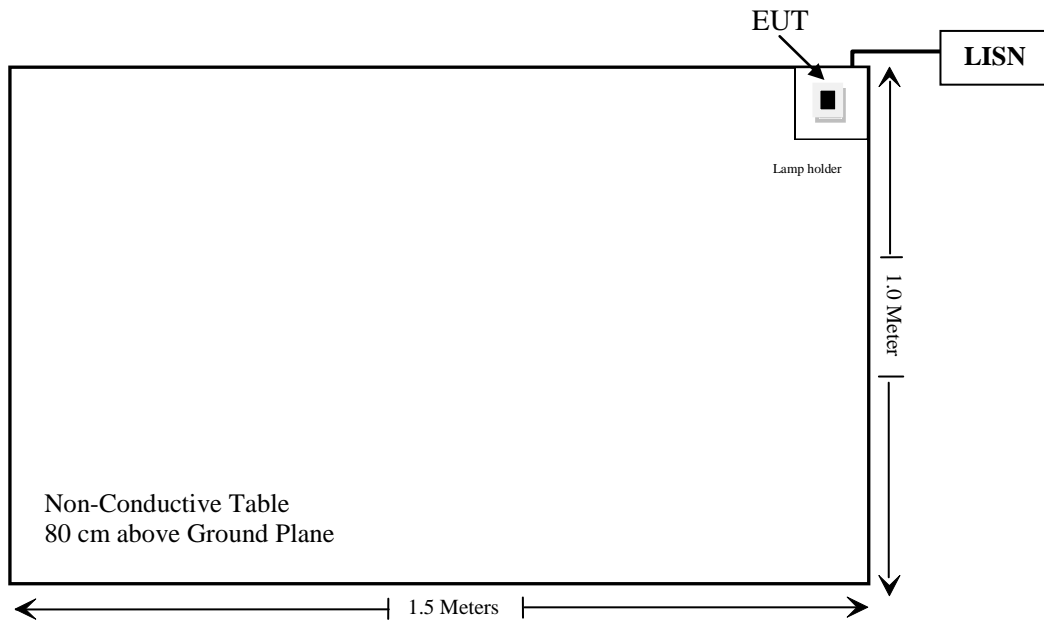 EUT
LISN
Lamp holder
1.0 Meter
Non-Conductive Table
80 cm above Ground Plane
1.5 Meters